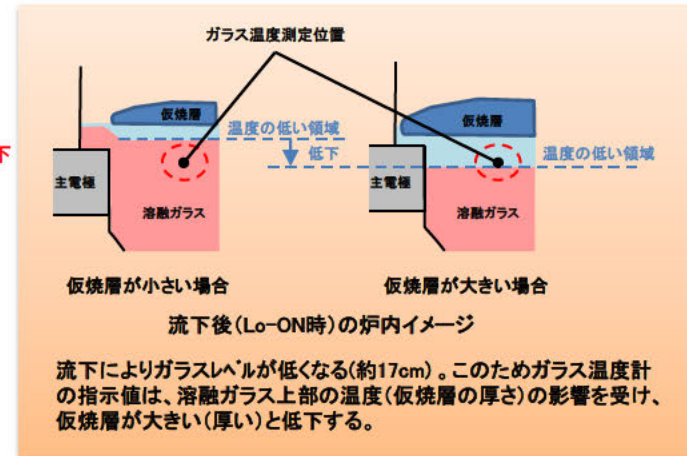 ガラス温度測定位置
仮焼層
仮焼層
温度の低い領域
低下
温度の低い領域
下
主電極
主電極
溶融ガラス
溶融ガラス
仮焼層が小さい場合
仮焼層が大きい場合
流下後(Lo-ON時)の炉内イメージ
流下によりガラスレベルが低くなる(約17cm)。このためガラス温度計
の指示値は、溶融ガラス上部の温度(仮焼層の厚さ)の影響を受け、
仮焼層が大きい(厚い)と低下する。